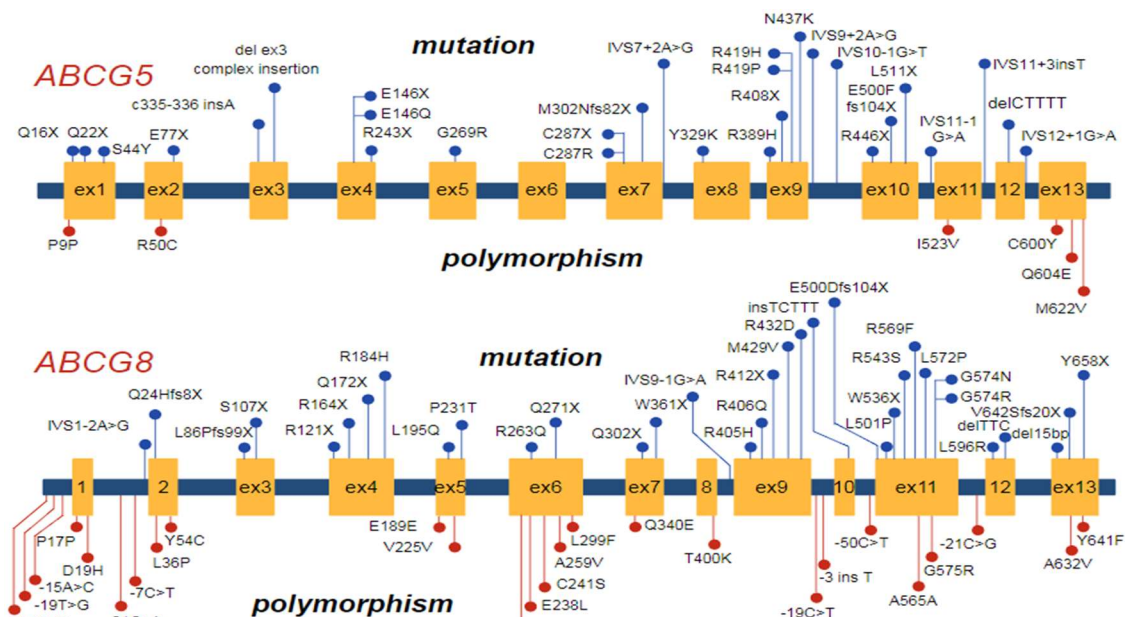 mutation
ABCG5
del ex3
complex insertion
c335-336 insA
Q16X
Q22X
S44Y
E77X
E146X
E146Q
R243X
G269R
C287X
C287R
M302Nfs82X
IVS7+2A>G
Y329K
R389H
R408X
R419H
R419P
N437K
IVS9+2A>G
IVS10-1G>T
L511X
E500F
fs104X
R446X
IVS11-1
G>A
IVS11+3insT
delCTTTT
IVS12+1G>A
ex1
ex2
ex3
ex4
ex5
ex6
ex7
ex8
ex9
ex10
ex11
12
ex13
P9P
R50C
I523V
C600Y
Q604E
M622V
polymorphism
ABCG8
mutation
IVS1-2A>G
Q24Hfs8X
L86Pfs99X
S107X
R121X
R164X
Q172X
R184H
L195Q
P231T
R263Q
Q271X
Q302X
W361X
IVS9-1G>A
R405H
R406Q
R412X
M429V
R432D
insTCTTT
E500Dfs104X
L501P
W536X
R543S
R569F
L572P
G574N
G574R
L596R
delTTC
V642Sfs20X
del15bp
Y658X
1
2
ex3
ex4
ex5
ex6
ex7
8
ex9
10
ex11
12
ex13
P17P
D19H
-15A>C
-19T>G
-7C>T
L36P
Y54C
E189E
V225V
E238L
C241S
A259V
L299F
Q340E
T400K
-19C>T
-3 ins T
-50C>T
A565A
G575R
-21C>G
A632V
Y641F
polymorphism